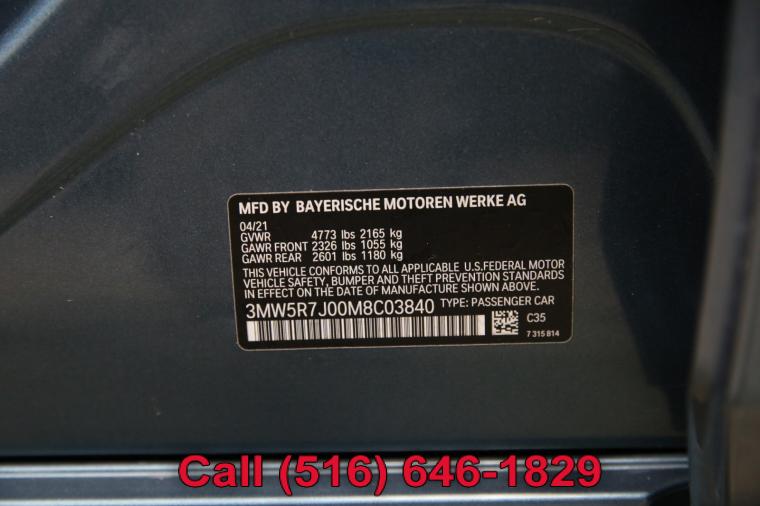 MFD BY BAYERISCHE MOTOREN WERKE AG
04/21
GVWR 4773 lbs 2165 kg
GAWR FRONT 2326 lbs 1055 kg
GAWR REAR 2601 lbs 1180 kg
THIS VEHICLE CONFORMS TO ALL APPLICABLE U.S.FEDERAL MOTOR
VEHICLE SAFETY, BUMPER AND THEFT PREVENTION STANDARDS
IN EFFECT ON THE DATE OF MANUFACTURE SHOWN ABOVE.
3MW5R7J00M8C03840 TYPE: PASSENGER CAR
C35
7 315 814
Call (516) 646-1829